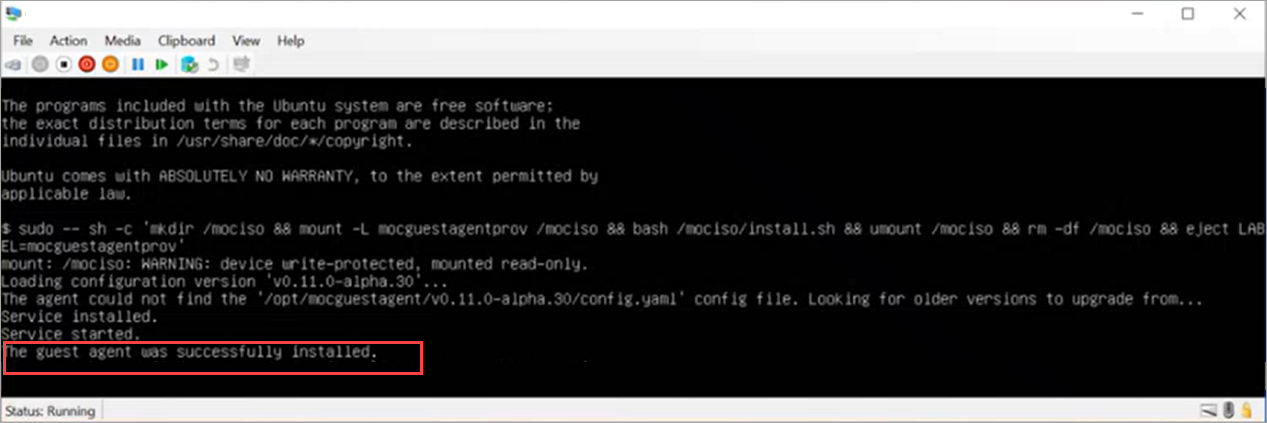 File Action Media Clipboard View Help
The programs included with the Ubuntu system are free software;
the exact distribution terms for each program are described in the
individual files in /usr/share/doc/*/copyright.
Ubuntu comes with ABSOLUTELY NO WARRANTY, to the extent permitted by
applicable law.
$ sudo -- sh -c 'mkdir /mociso && mount -L mocguestagentprov /mociso && bash /mociso/install.sh && umount /mociso && rm -df /mociso && eject LAB
EL=mocguestagentprov'
mount: /mociso: WARNING: device write-protected, mounted read-only.
Loading configuration version 'v0.11.0-alpha.30'...
The agent could not find the '/opt/mocguestagent/v0.11.0-alpha.30/config.yaml' config file. Looking for older versions to upgrade from...
Service installed.
Service started.
The guest agent was successfully installed.
Status: Running